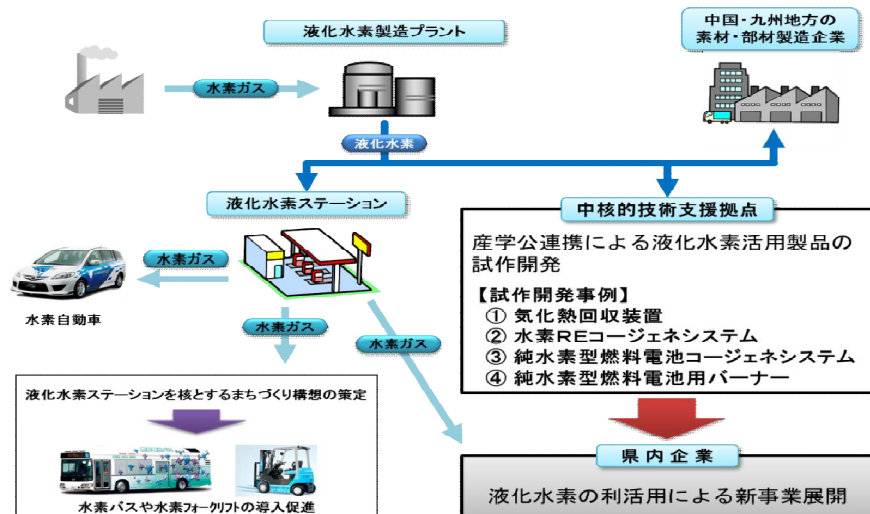 液化水素製造プラント
中国・九州地方の
素材・部材製造企業
水素ガス
液化水素
液化水素ステーション
中核的技術支援拠点
産学公連携による液化水素活用製品の
試作開発
【試作開発事例】
① 気化熱回収装置
② 水素REコージェネシステム
③ 純水素型燃料電池コージェネシステム
④ 純水素型燃料電池用バーナー
水素ガス
水素自動車
水素ガス
水素ガス
液化水素ステーションを核とするまちづくり構想の策定
水素バスや水素フォークリフトの導入促進
県内企業
液化水素の利活用による新事業展開